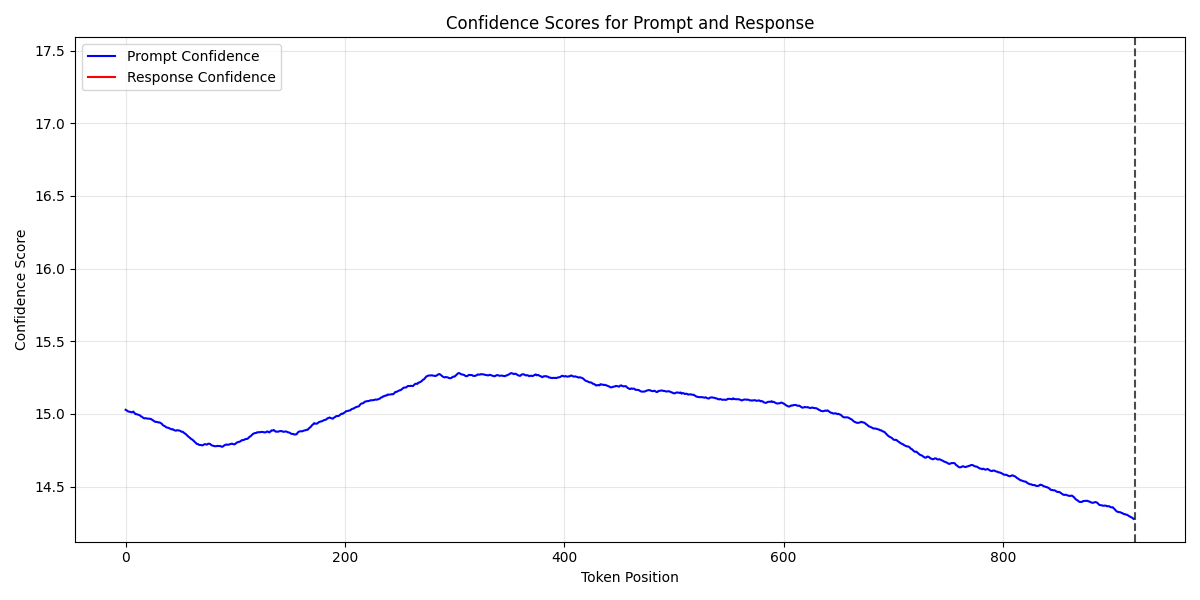 Confidence Scores for Prompt and Response
Prompt Confidence
Response Confidence
17.5
17.0
16.5
16.0
15.5
15.0
14.5
Confidence Score
0 200 400 600 800
Token Position